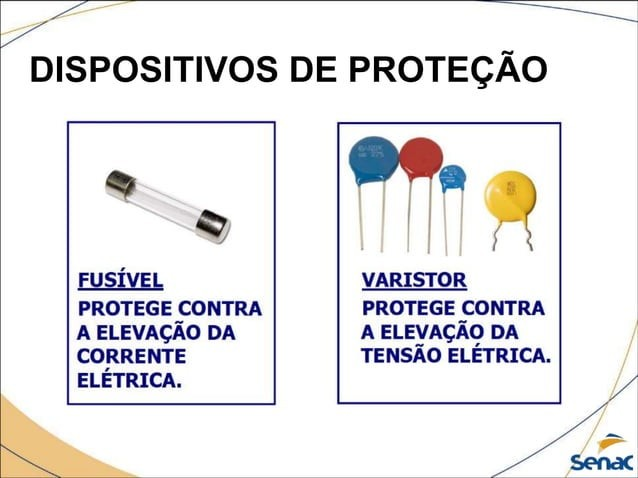 DISPOSITIVOS DE PROTEÇÃO
FUSÍVEL
PROTEGE CONTRA
A ELEVAÇÃO DA
CORRENTE
ELÉTRICA.
VARISTOR
PROTEGE CONTRA
A ELEVAÇÃO DA
TENSÃO ELÉTRICA.
Senac